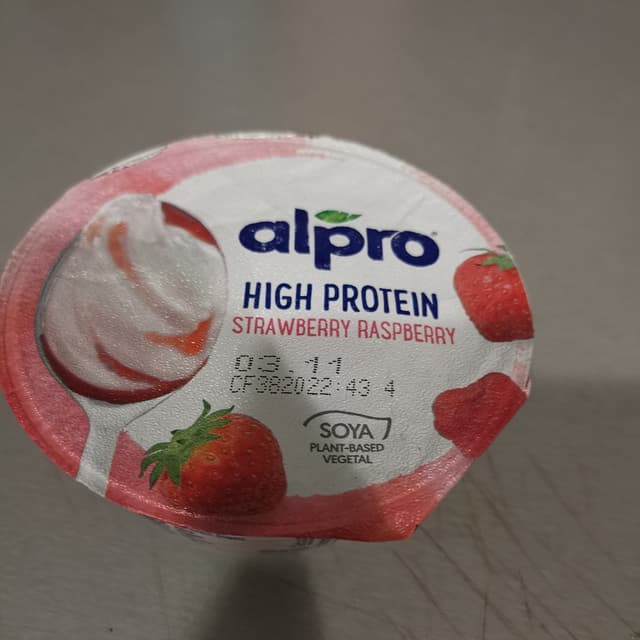 alpro
HIGH PROTEIN
STRAWBERRY RASPBERRY
03.11
CF382022:43 4
SOYA
PLANT-BASED
VEGETAL